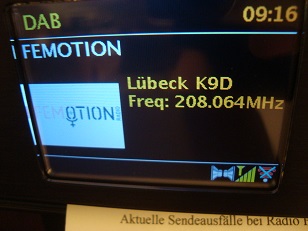 DAB 09:16
FEMOTION
Lübeck K9D
Freq: 208.064MHz
FEMOTION
Aktuelle Sendeausfälle bei Radio